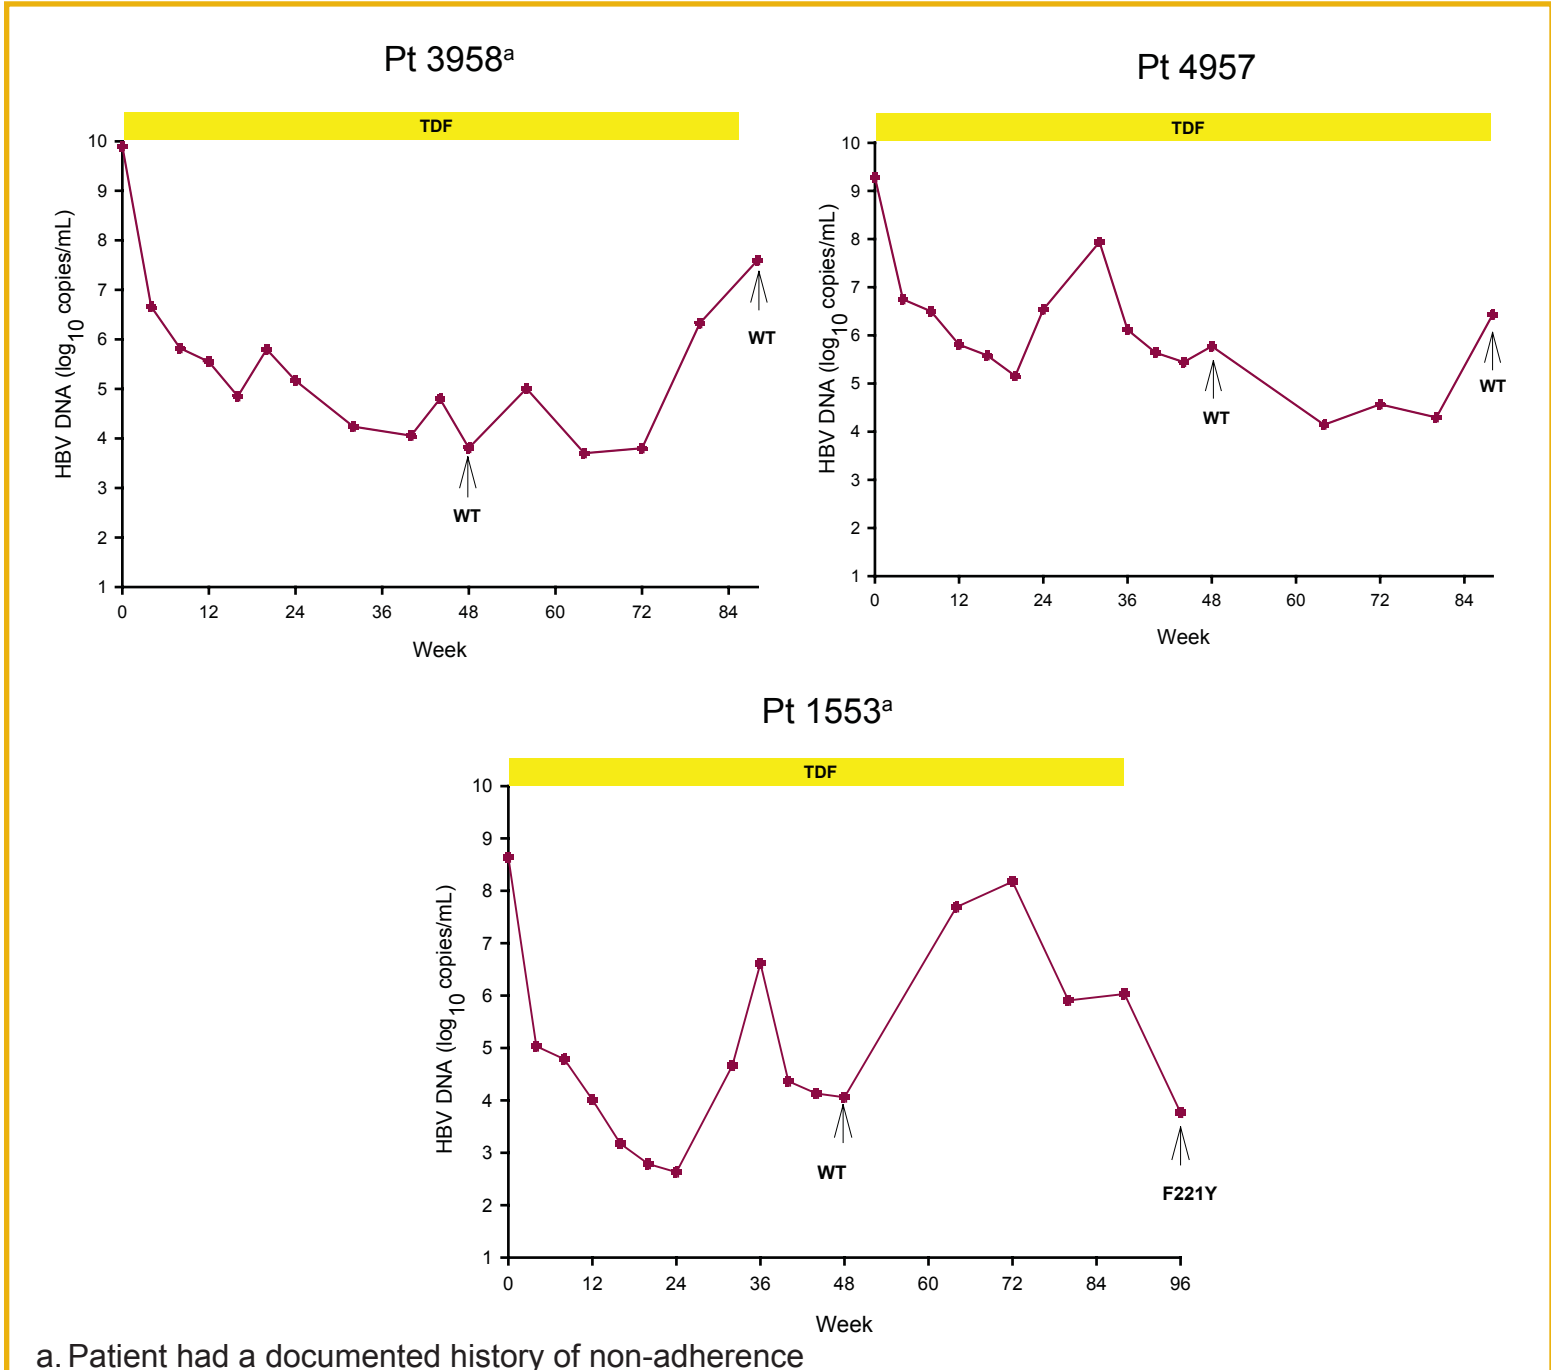 Pt 3958a
TDF
HBV DNA (log10 copies/mL)
10
9
8
7
6
5
4
3
2
1
WT
WT
0 12 24 36 48 60 72 84
Week
Pt 4957
TDF
HBV DNA (log10 copies/mL)
10
9
8
7
6
5
4
3
2
1
WT
WT
0 12 24 36 48 60 72 84
Week
Pt 1553a
TDF
HBV DNA (log10 copies/mL)
10
9
8
7
6
5
4
3
2
1
WT
F221Y
0 12 24 36 48 60 72 84 96
Week
a. Patient had a documented history of non-adherence